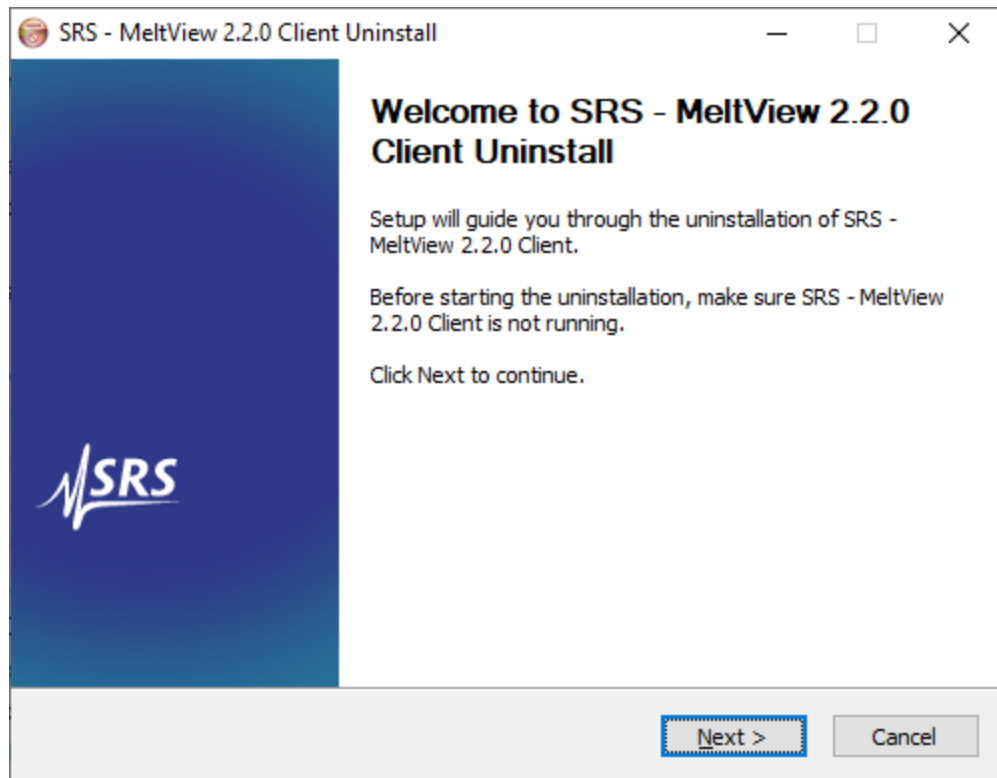 SRS - MeltView 2.2.0 Client Uninstall
Welcome to SRS - MeltView 2.2.0
Client Uninstall
Setup will guide you through the uninstallation of SRS -
MeltView 2.2.0 Client.
Before starting the uninstallation, make sure SRS - MeltView
2.2.0 Client is not running.
Click Next to continue.
SRS
Next >
Cancel